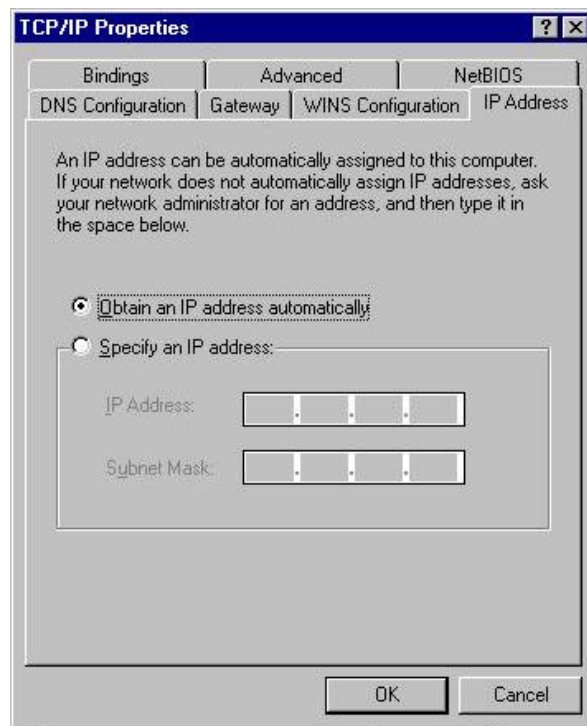 TCP/IP Properties
Bindings Advanced NetBIOS
DNS Configuration Gateway WINS Configuration IP Address
An IP address can be automatically assigned to this computer.
If your network does not automatically assign IP addresses, ask
your network administrator for an address, and then type it in
the space below.
Obtain an IP address automatically
Specify an IP address:
IP Address:
Subnet Mask:
OK Cancel